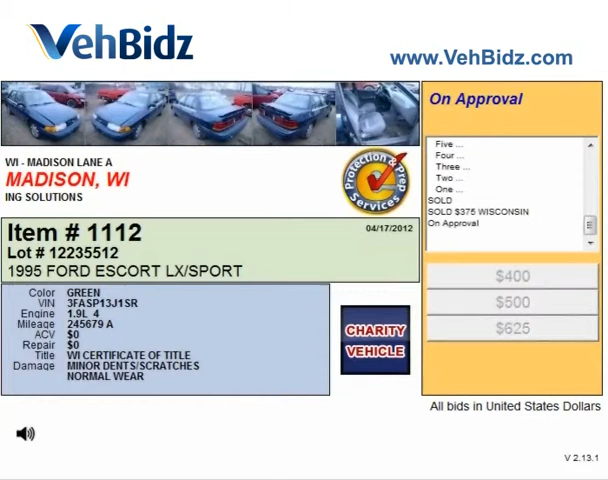 VehBidz
www.VehBidz.com
On Approval
Five ...
Four ...
Three ...
Two ...
One ...
SOLD
SOLD $375 WISCONSIN
On Approval
WI - MADISON LANE A
MADISON, WI
ING SOLUTIONS
Protection & Prep
Services
Item # 1112
04/17/2012
Lot # 12235512
1995 FORD ESCORT LX/SPORT
Color GREEN
VIN 3FASP13J1SR
Engine 1.9L 4
Mileage 245679 A
ACV $0
Repair $0
Title WI CERTIFICATE OF TITLE
Damage MINOR DENTS/SCRATCHES
NORMAL WEAR
CHARITY
VEHICLE
$400
$500
$625
All bids in United States Dollars
V 2.13.1